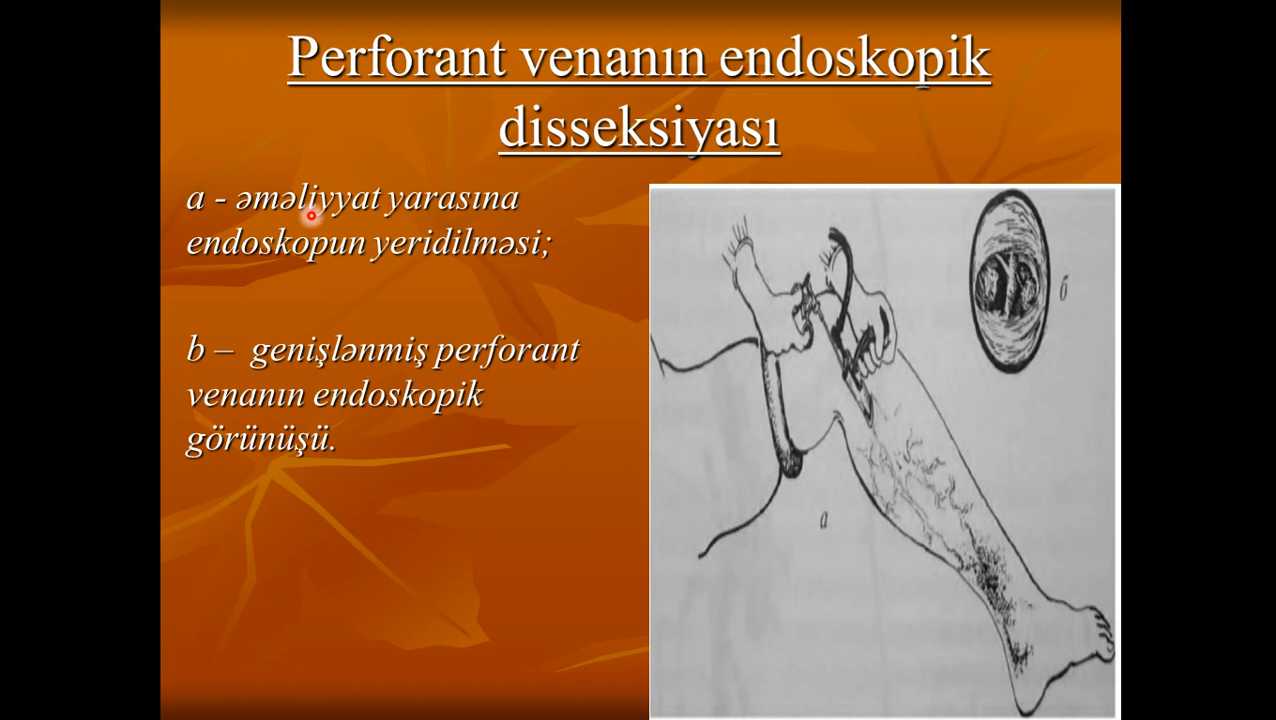 Perforant venanın endoskopik
disseksiyası
a - əməliyyat yarasına
endoskopun yeridilməsi;
b – genişlənmiş perforant
venanın endoskopik
görünüşü.
б
a